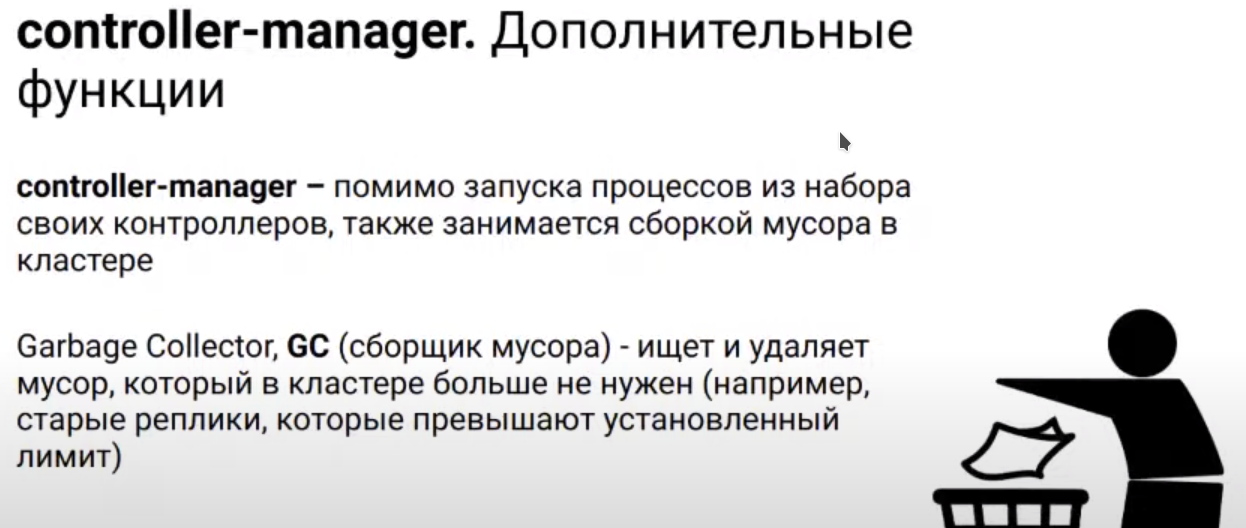 controller-manager. Дополнительные
функции
controller-manager – помимо запуска процессов из набора
своих контроллеров, также занимается сборкой мусора в
кластере
Garbage Collector, GC (сборщик мусора) - ищет и удаляет
мусор, который в кластере больше не нужен (например,
старые реплики, которые превышают установленный
лимит)